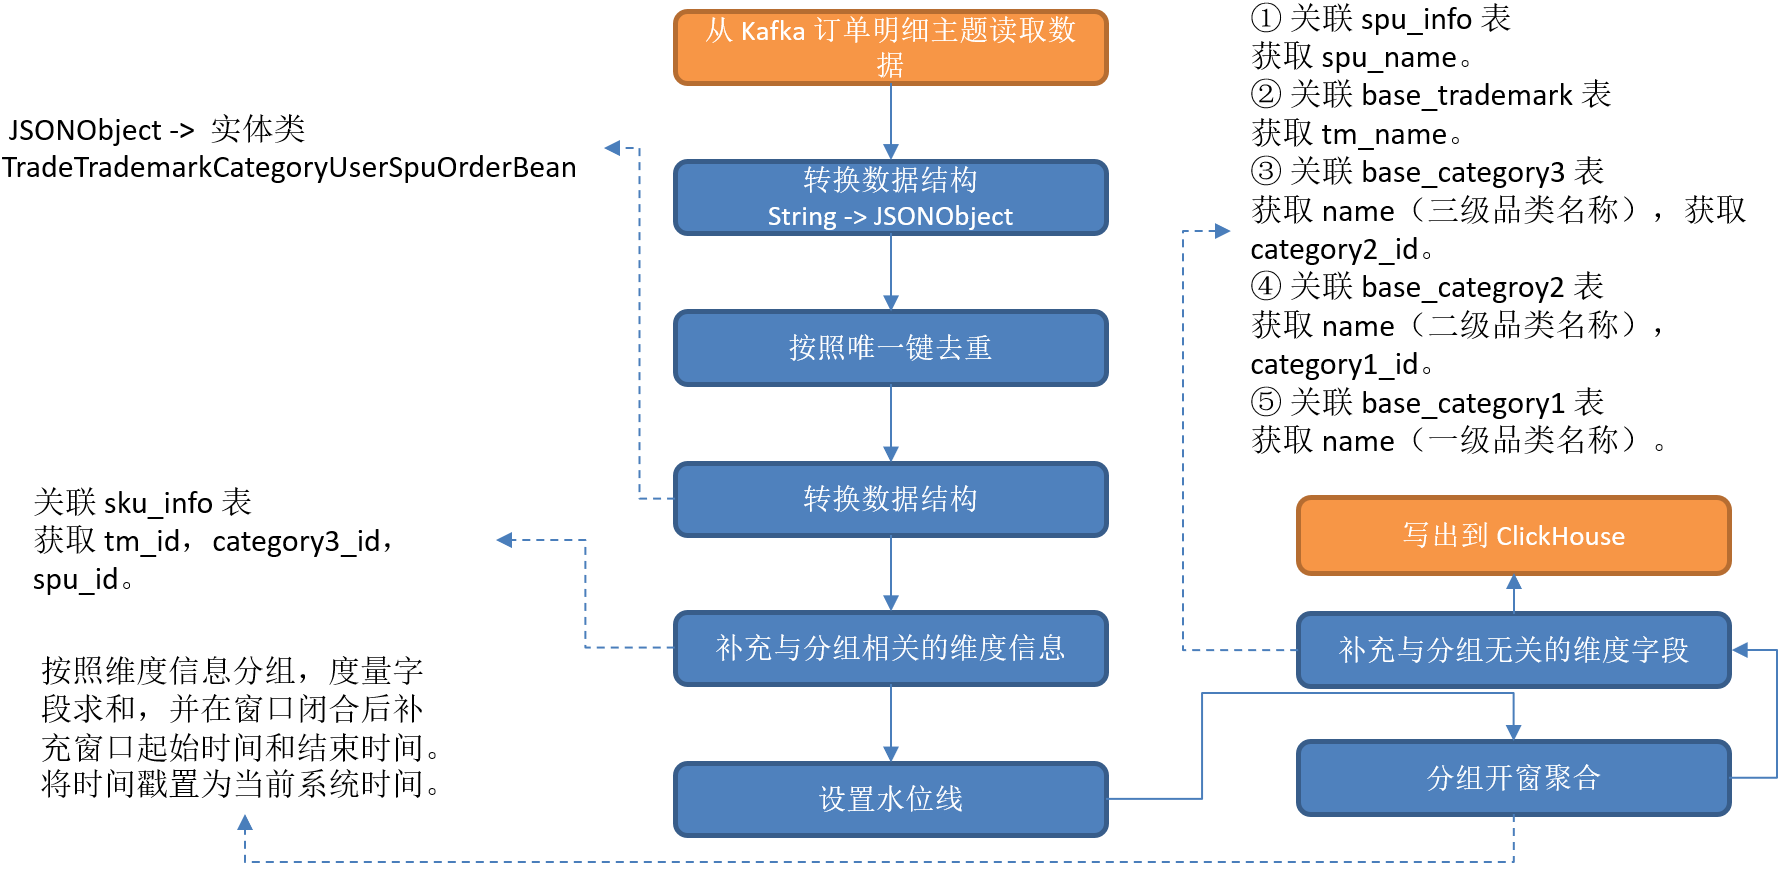 从 Kafka 订单明细主题读取数
据
转换数据结构
String -> JSONObject
按照唯一键去重
转换数据结构
补充与分组相关的维度信息
设置水位线
JSONObject -> 实体类
TradeTrademarkCategoryUserSpuOrderBean
关联 sku_info 表
获取 tm_id，category3_id，
spu_id。
按照维度信息分组，度量字
段求和，并在窗口闭合后补
充窗口起始时间和结束时间。
将时间戳置为当前系统时间。
① 关联 spu_info 表
获取 spu_name。
② 关联 base_trademark 表
获取 tm_name。
③ 关联 base_category3 表
获取 name（三级品类名称），获取
category2_id。
④ 关联 base_categroy2 表
获取 name（二级品类名称），
category1_id。
⑤ 关联 base_category1 表
获取 name（一级品类名称）。
写出到 ClickHouse
补充与分组无关的维度字段
分组开窗聚合